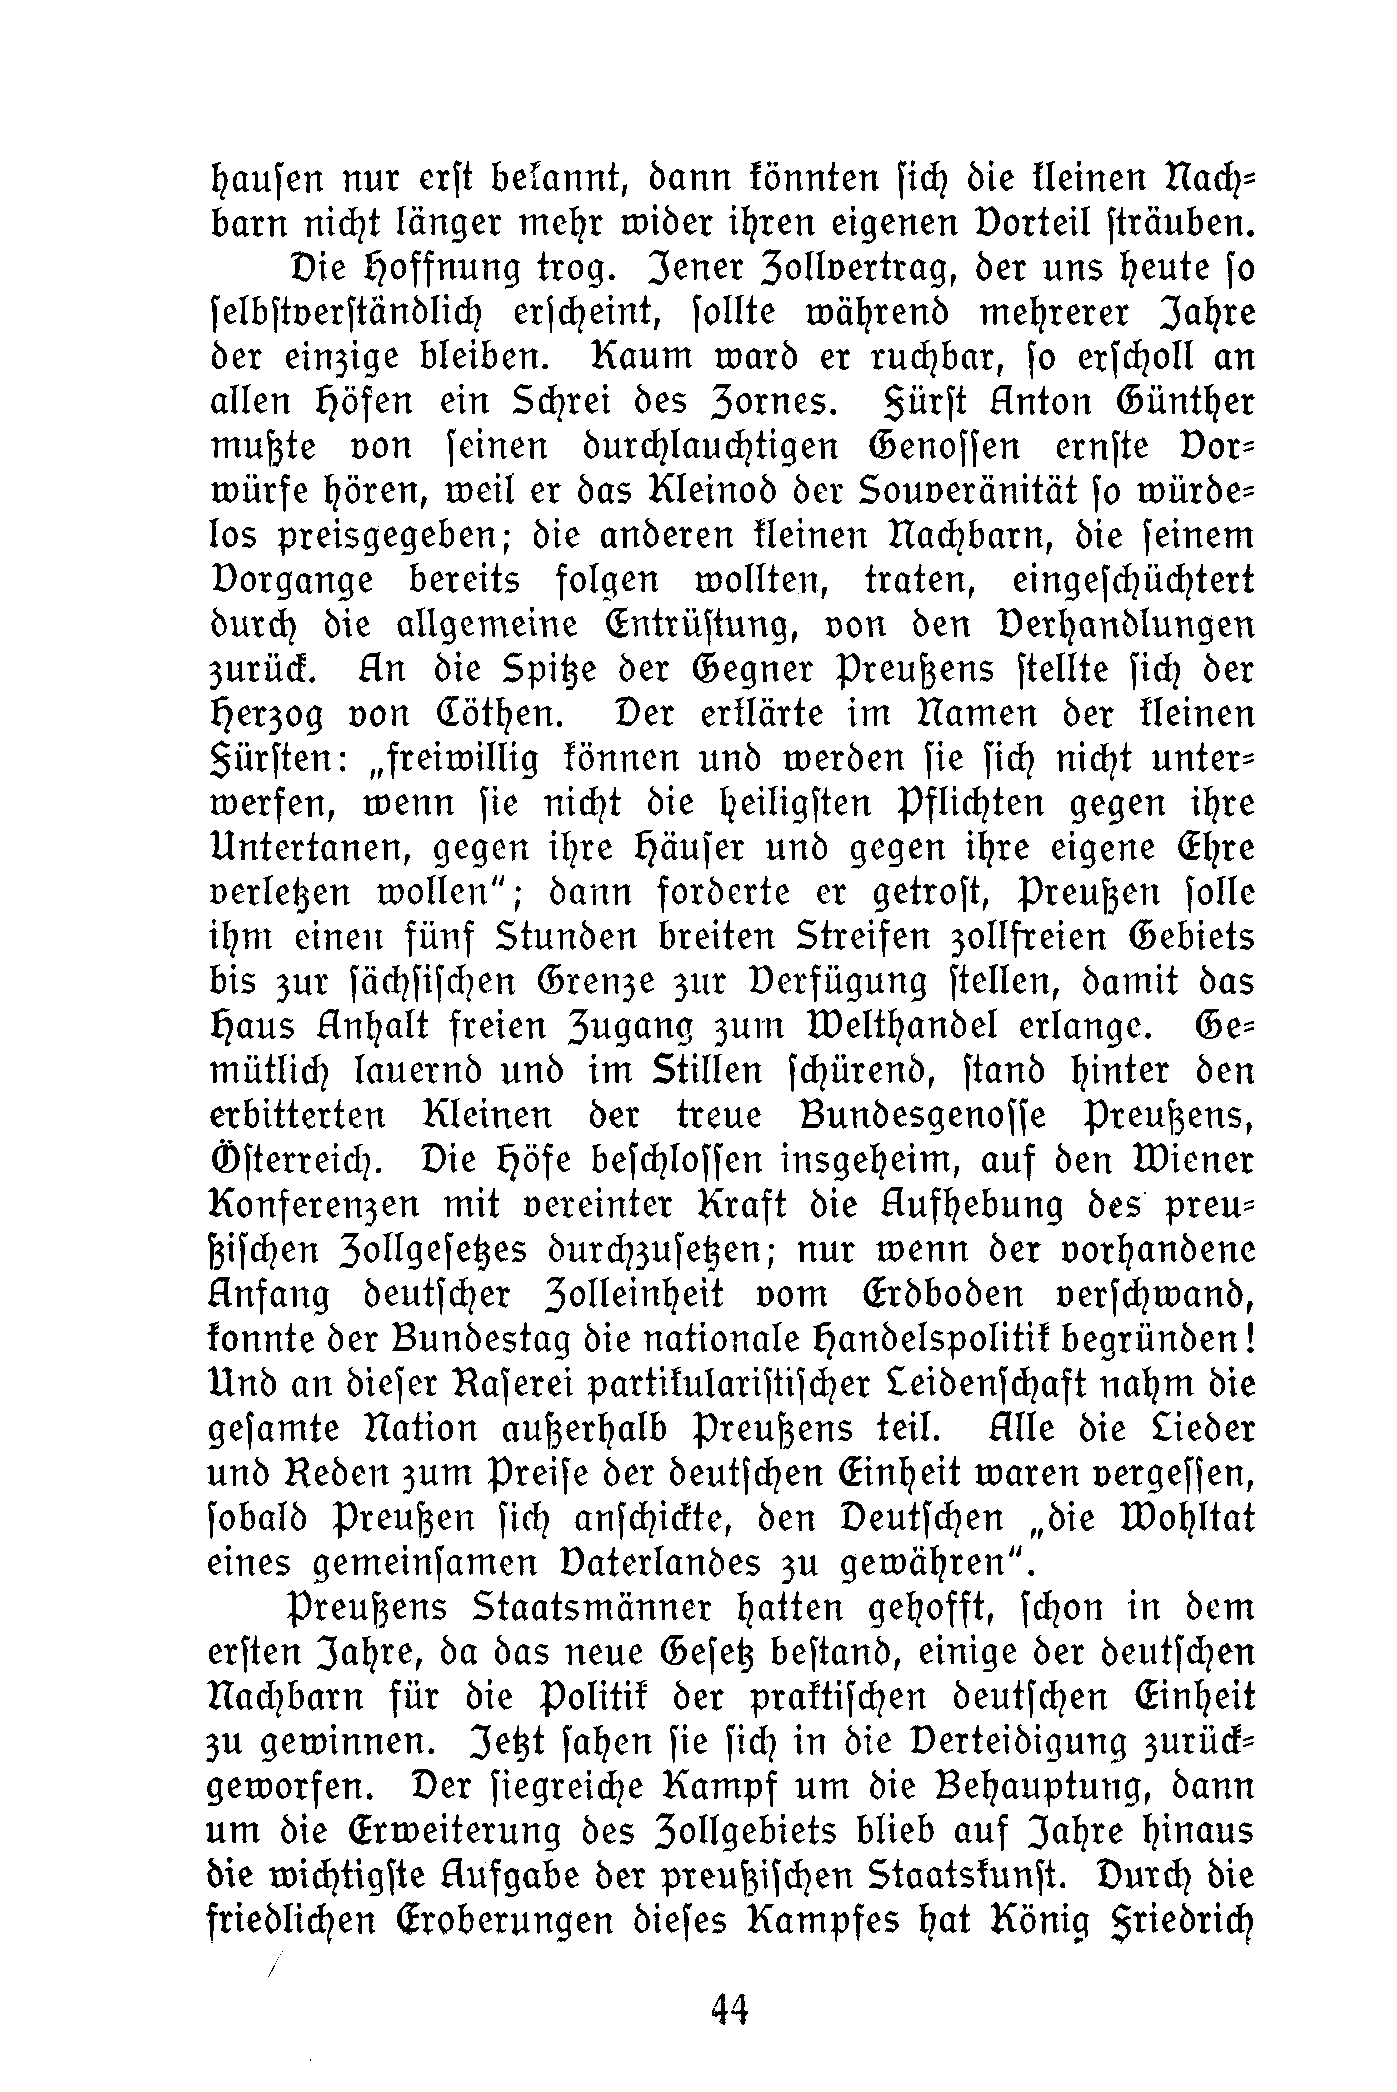 hauſen nur erſt bekannt, dann könnten ſich die kleinen Nach⸗
barn nicht länger mehr wider ihren eigenen Vorteil ſträuben.
Die Hoffnung trog. Jener Zollvertrag, der uns heute ſo
ſelbſtverſtändlich erſcheint, ſollte während mehrerer Jahre
der einzige bleiben. Kaum ward er ruchbar, ſo erſcholl an
allen Höfen ein Schrei des Zornes. Fürſt Anton Günther
mußte von ſeinen durchlauchtigen Genoſſen ernſte Vor⸗
würfe hören, weil er das Kleinod der Souveränität ſo würde⸗
los preisgegeben; die anderen kleinen Nachbarn, die ſeinem
Vorgange bereits folgen wollten, traten, eingeſchüchtert
durch die allgemeine Entrüſtung, von den Verhandlungen
zurück. An die Spitze der Gegner Preußens ſtellte ſich der
Herzog von Cöthen. Der erklärte im Namen der kleinen
Fürſten: „freiwillig können und werden ſie ſich nicht unter⸗
werfen, wenn ſie nicht die heiligſten Pflichten gegen ihre
Untertanen, gegen ihre Häuſer und gegen ihre eigene Ehre
verletzen wollen“; dann forderte er getroſt, Preußen ſolle
ihm einen fünf Stunden breiten Streifen zollfreien Gebiets
bis zur ſächſiſchen Grenze zur Verfügung ſtellen, damit das
Haus Anhalt freien Zugang zum Welthandel erlange. Ge⸗
mütlich lauernd und im Stillen ſchürend, ſtand hinter den
erbitterten Kleinen der treue Bundesgenoſſe Preußens,
Öſterreich. Die Höfe beſchloſſen insgeheim, auf den Wiener
Konferenzen mit vereinter Kraft die Aufhebung des preu⸗
ßiſchen Zollgeſetzes durchzuſetzen; nur wenn der vorhandene
Anfang deutſcher Zolleinheit vom Erdboden verſchwand,
konnte der Bundestag die nationale Handelspolitik begründen!
Und an dieſer Raſerei partikulariſtiſcher Leidenſchaft nahm die
geſamte Nation außerhalb Preußens teil. Alle die Lieder
und Reden zum Preiſe der deutſchen Einheit waren vergeſſen,
ſobald Preußen ſich anſchickte, den Deutſchen „die Wohltat
eines gemeinſamen Vaterlandes zu gewähren“.
Preußens Staatsmänner hatten gehofft, ſchon in dem
erſten Jahre, da das neue Geſetz beſtand, einige der deutſchen
Nachbarn für die Politik der praktiſchen deutſchen Einheit
zu gewinnen. Jetzt ſahen ſie ſich in die Verteidigung zurück⸗
geworfen. Der ſiegreiche Kampf um die Behauptung, dann
um die Erweiterung des Zollgebiets blieb auf Jahre hinaus
die wichtigſte Aufgabe der preußiſchen Staatskunſt. Durch die
friedlichen Eroberungen dieſes Kampfes hat König Friedrich
44